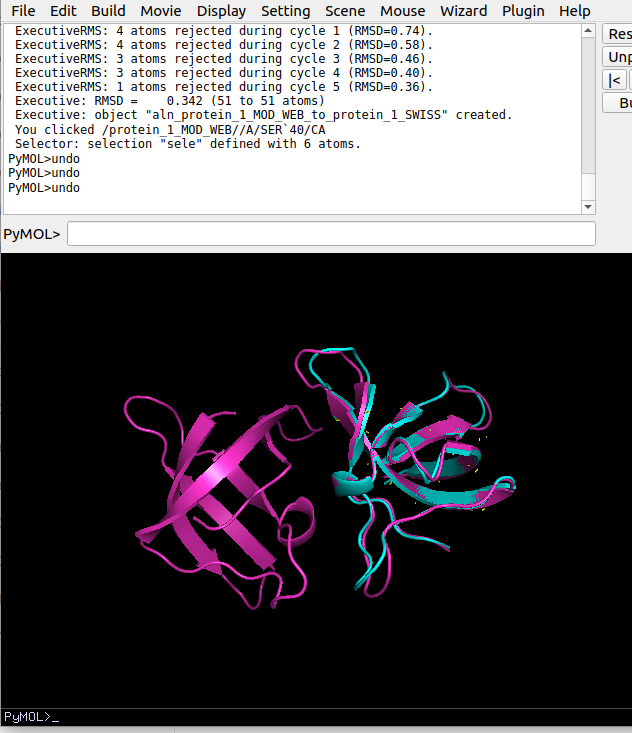 File Edit Build Movie Display Setting Scene Mouse Wizard Plugin Help
ExecutiveRMS: 4 atoms rejected during cycle 1 (RMSD=0.74).
ExecutiveRMS: 4 atoms rejected during cycle 2 (RMSD=0.58).
ExecutiveRMS: 3 atoms rejected during cycle 3 (RMSD=0.46).
ExecutiveRMS: 3 atoms rejected during cycle 4 (RMSD=0.40).
ExecutiveRMS: 1 atoms rejected during cycle 5 (RMSD=0.36).
Executive: RMSD =    0.342 (51 to 51 atoms)
Executive: object "aln_protein_1_MOD_WEB_to_protein_1_SWISS" created.
You clicked /protein_1_MOD_WEB//A/SER`40/CA
Selector: selection "sele" defined with 6 atoms.
PyMOL>undo
PyMOL>undo
PyMOL>undo
Res
Unp
|<
Bu
PyMOL>
PyMOL>_